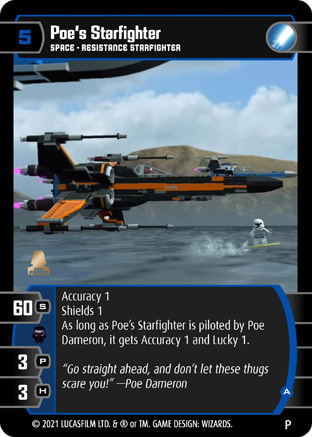 5
Poe's Starfighter
SPACE • RESISTANCE STARFIGHTER
60 S
3 P
3 H
Accuracy 1
Shields 1
As long as Poe's Starfighter is piloted by Poe
Dameron, it gets Accuracy 1 and Lucky 1.
"Go straight ahead, and don't let these thugs
scare you!" —Poe Dameron
A
© 2021 LUCASFILM LTD. & ® or TM. GAME DESIGN: WIZARDS.
P